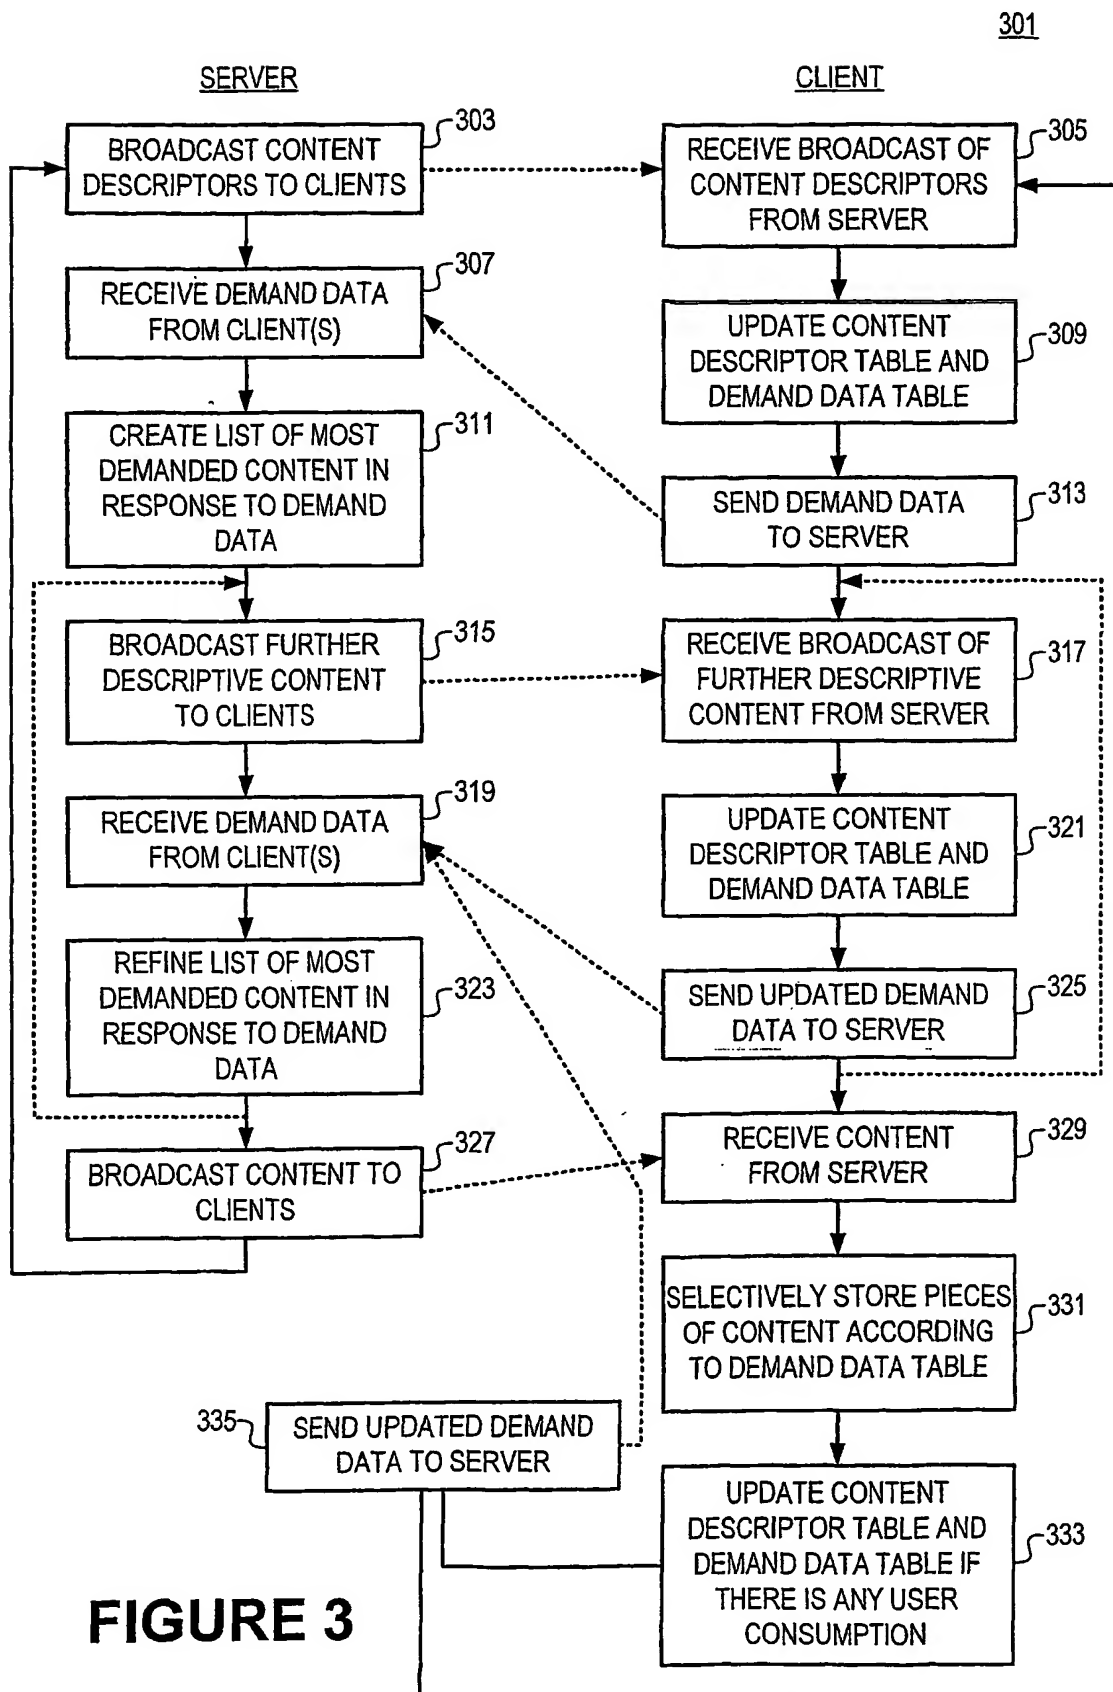 301
SERVER
CLIENT
303
BROADCAST CONTENT
DESCRIPTORS TO CLIENTS
305
RECEIVE BROADCAST OF
CONTENT DESCRIPTORS
FROM SERVER
307
RECEIVE DEMAND DATA
FROM CLIENT(S)
309
UPDATE CONTENT
DESCRIPTOR TABLE AND
DEMAND DATA TABLE
311
CREATE LIST OF MOST
DEMANDED CONTENT IN
RESPONSE TO DEMAND
DATA
313
SEND DEMAND DATA
TO SERVER
315
BROADCAST FURTHER
DESCRIPTIVE CONTENT
TO CLIENTS
317
RECEIVE BROADCAST OF
FURTHER DESCRIPTIVE
CONTENT FROM SERVER
319
RECEIVE DEMAND DATA
FROM CLIENT(S)
321
UPDATE CONTENT
DESCRIPTOR TABLE AND
DEMAND DATA TABLE
323
REFINE LIST OF MOST
DEMANDED CONTENT IN
RESPONSE TO DEMAND
DATA
325
SEND UPDATED DEMAND
DATA TO SERVER
327
BROADCAST CONTENT TO
CLIENTS
329
RECEIVE CONTENT
FROM SERVER
331
SELECTIVELY STORE PIECES
OF CONTENT ACCORDING
TO DEMAND DATA TABLE
335
SEND UPDATED DEMAND
DATA TO SERVER
333
UPDATE CONTENT
DESCRIPTOR TABLE AND
DEMAND DATA TABLE IF
THERE IS ANY USER
CONSUMPTION
FIGURE 3